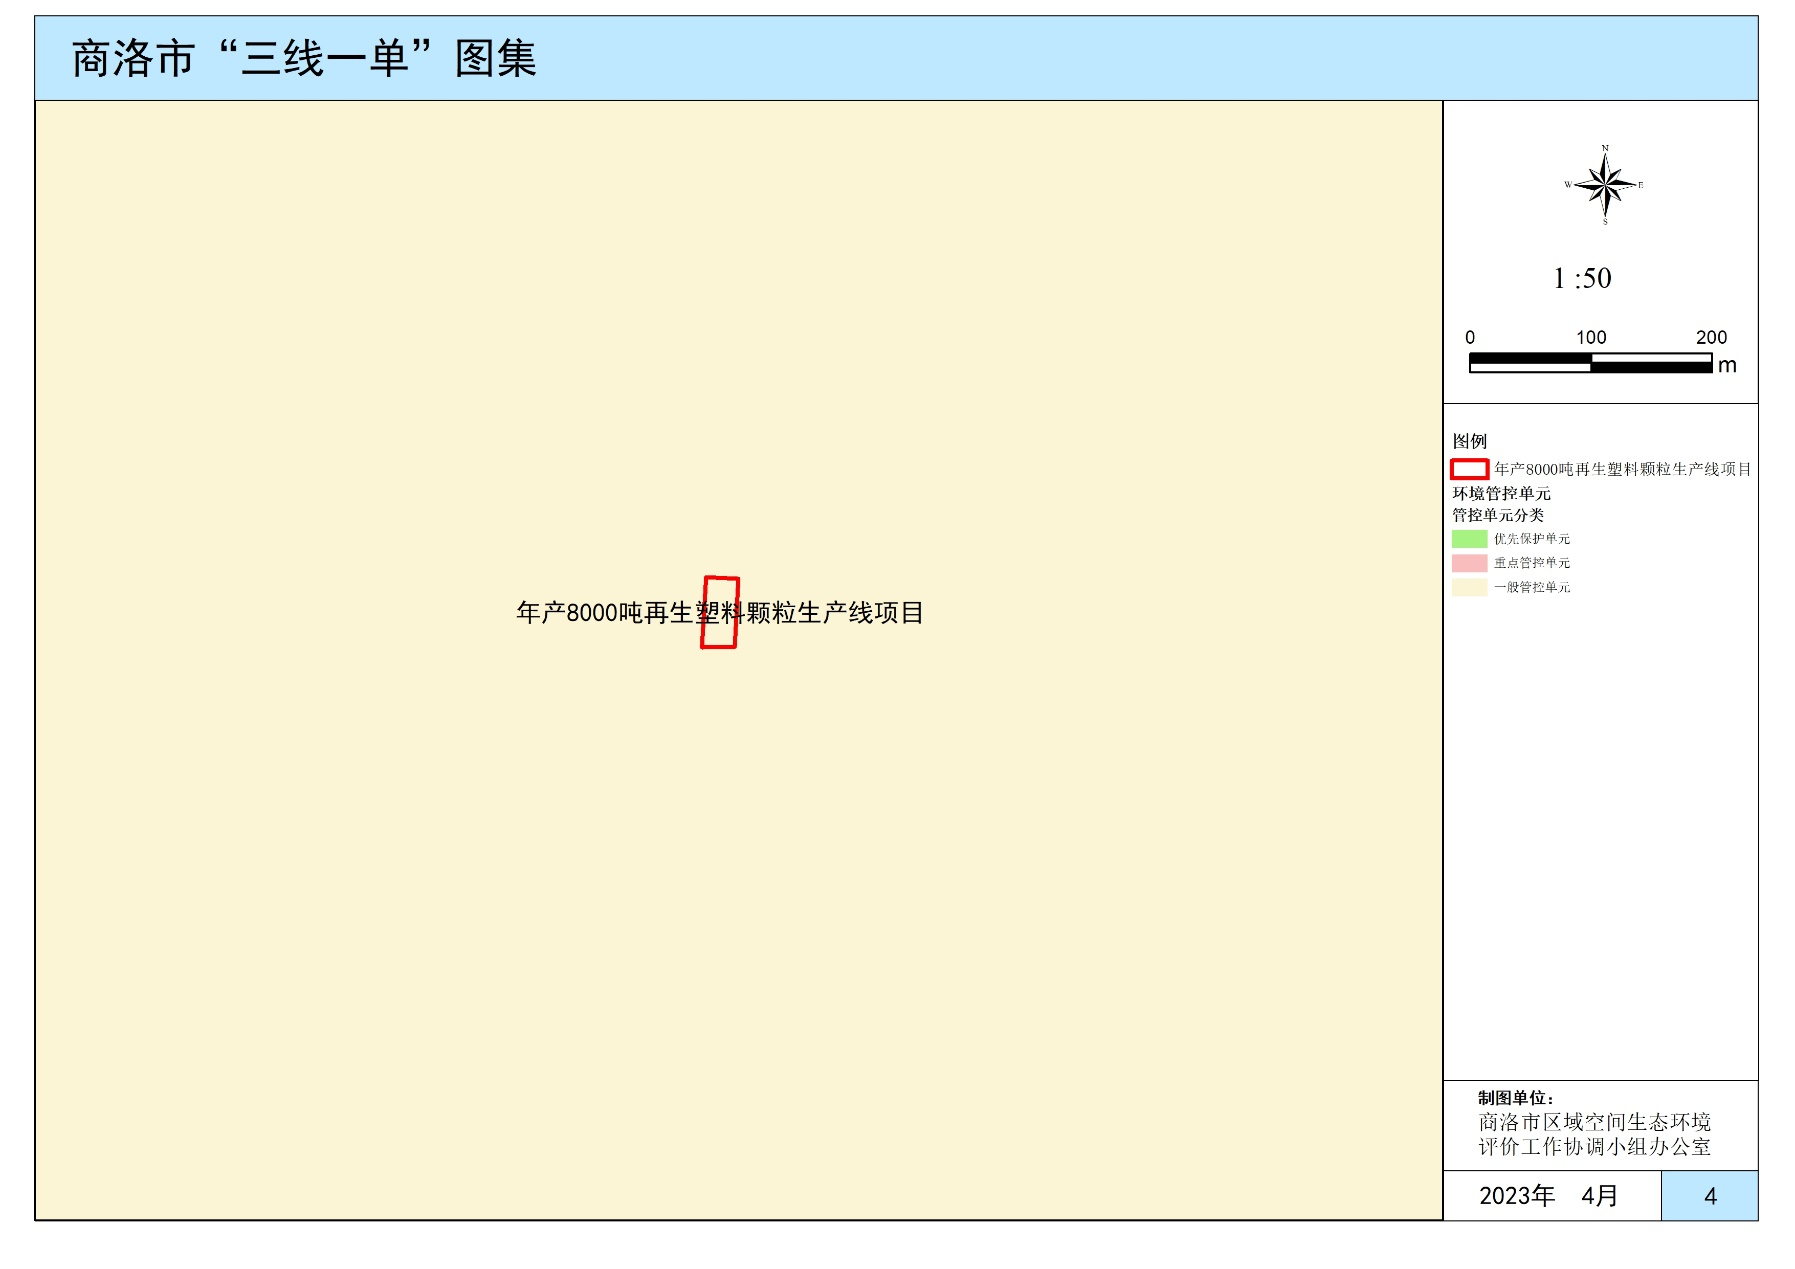 商洛市“三线一单”图集
N
W
E
S
1 :50
0 100 200
m
图例
年产8000吨再生塑料颗粒生产线项目
环境管控单元
管控单元分类
优先保护单元
重点管控单元
一般管控单元
年产8000吨再生塑料颗粒生产线项目
制图单位：
商洛市区域空间生态环境
评价工作协调小组办公室
2023年 4月
4